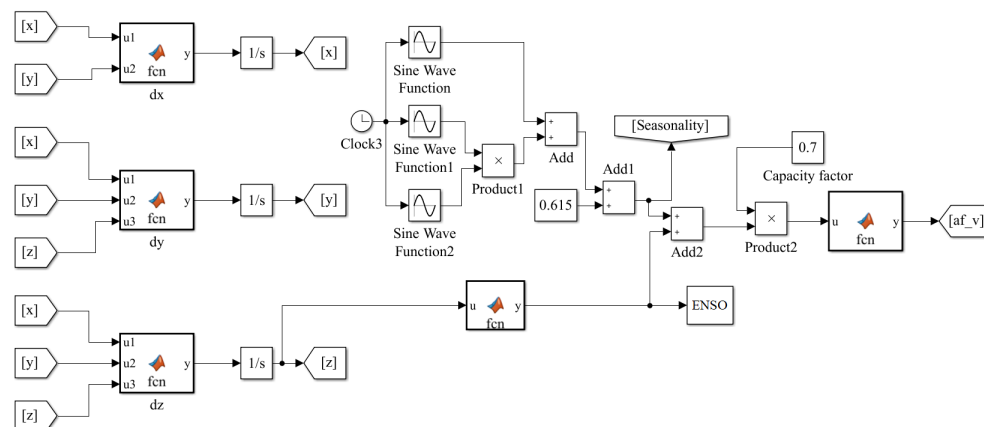 [x]
[y]
u1
u2
fcn
y
dx
1/s
[x]
[x]
[y]
[z]
u1
u2
u3
fcn
y
dy
1/s
[y]
[x]
[y]
[z]
u1
u2
u3
fcn
y
dz
1/s
[z]
Clock3
Sine Wave
Function
Sine Wave
Function1
Sine Wave
Function2
×
Product1
+
+
Add
0.615
+
+
Add1
[Seasonality]
+
+
Add2
u
fcn
y
ENSO
0.7
Capacity factor
×
Product2
u
fcn
y
[af_v]